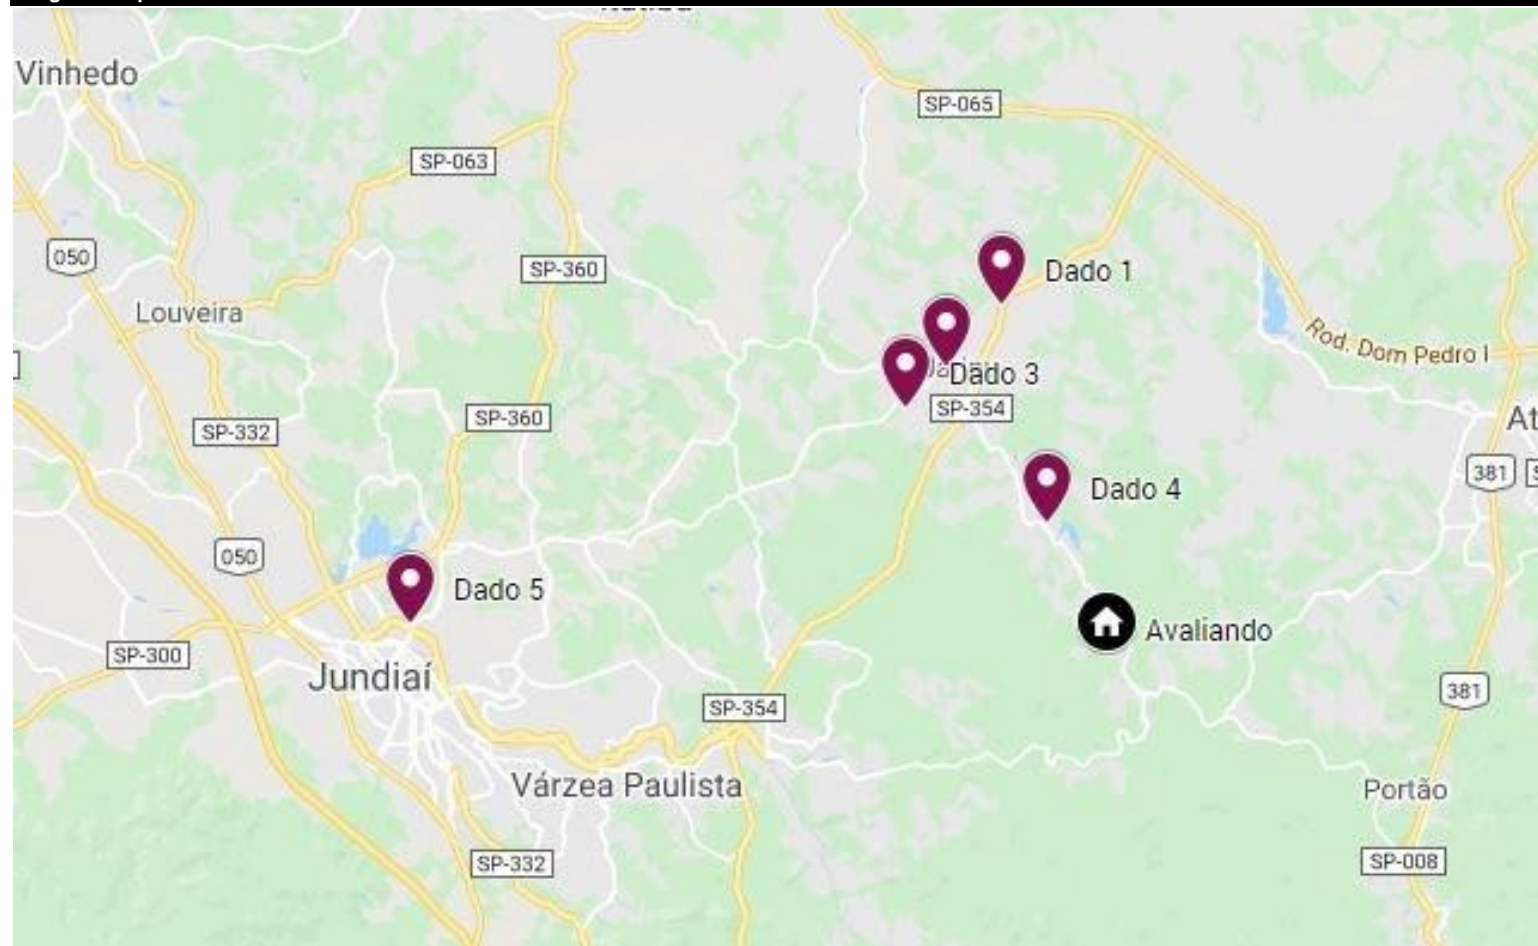 Vinhedo
SP-065
SP-063
050
SP-360
Dado 1
Louveira
Rod. Dom Pedro I
Dado 3
SP-354
SP-360
SP-332
At
381
Dado 4
050
Dado 5
Avaliando
SP-300
Jundiaí
381
SP-354
Várzea Paulista
Portão
SP-332
SP-008